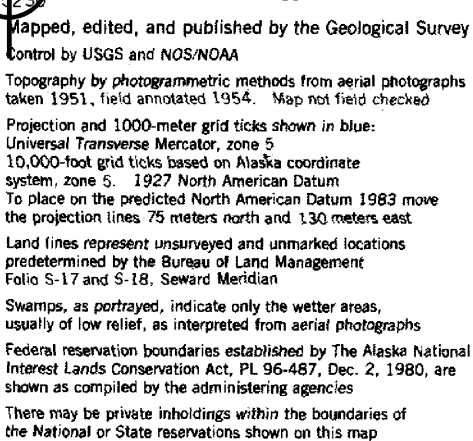 Mapped, edited, and published by the Geological Survey
Control by USGS and NOS/NOAA
Topography by photogrammetric methods from aerial photographs
taken 1951, field annotated 1954. Map not field checked
Projection and 1000-meter grid ticks shown in blue:
Universal Transverse Mercator, zone 5
10,000-foot grid ticks based on Alaska coordinate
system, zone 5. 1927 North American Datum
To place on the predicted North American Datum 1983 move
the projection lines 75 meters north and 130 meters east
Land lines represent unsurveyed and unmarked locations
predetermined by the Bureau of Land Management
Folio S-17 and S-18, Seward Meridian
Swamps, as portrayed, indicate only the wetter areas,
usually of low relief, as interpreted from aerial photographs
Federal reservation boundaries established by The Alaska National
Interest Lands Conservation Act, PL 96-487, Dec. 2, 1980, are
shown as compiled by the administering agencies
There may be private inholdings within the boundaries of
the National or State reservations shown on this map